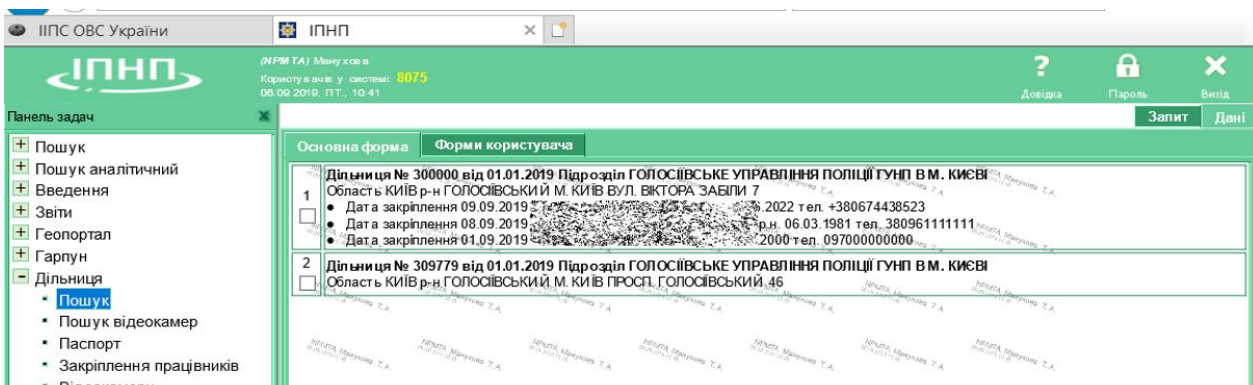 ІІПС ОВС України
ІПНП
ІПНП
(NPMTA) Манухова
Користувачів у системі: 8075
06.09.2019, ПТ., 10:41
Довідка
Пароль
Вихід
Панель задач
Запит
Дані
Пошук
Пошук аналітичний
Введення
Звіти
Геопортал
Гарпун
Дільниця
Пошук
Пошук відеокамер
Паспорт
Закріплення працівників
Відеокамери
Основна форма
Форми користувача
1
Дільниця № 300000 від 01.01.2019 Підрозділ ГОЛОСІЇВСЬКЕ УПРАВЛІННЯ ПОЛІЦІЇ ГУНП В М. КИЄВІ
Область КИЇВ р-н ГОЛОСІЇВСЬКИЙ М. КИЇВ ВУЛ. ВІКТОРА ЗАБІЛИ 7
• Дата закріплення 09.09.2019 .2022 тел. +380674438523
• Дата закріплення 08.09.2019 р.н. 06.03.1981 тел. 380961111111
• Дата закріплення 01.09.2019 .2000 тел. 097000000000
2
Дільниця № 309779 від 01.01.2019 Підрозділ ГОЛОСІЇВСЬКЕ УПРАВЛІННЯ ПОЛІЦІЇ ГУНП В М. КИЄВІ
Область КИЇВ р-н ГОЛОСІЇВСЬКИЙ М. КИЇВ ПРОСП. ГОЛОСІЇВСЬКИЙ 46
NPMTA, Манухова Т.А.